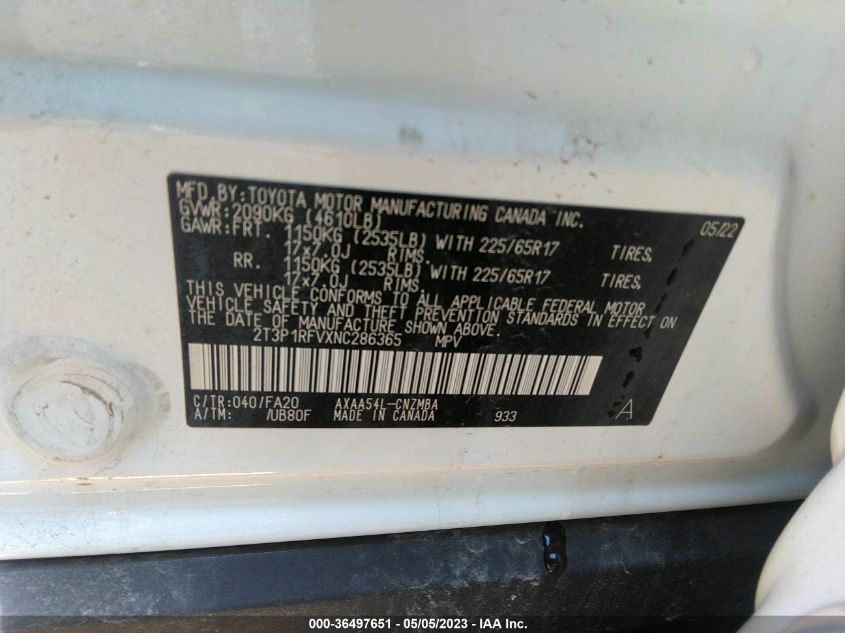 MFD. BY: TOYOTA MOTOR MANUFACTURING CANADA INC.
GVWR: 2090KG (4610LB) 05/22
GAWR: FRT. 1150KG (2535LB) WITH 225/65R17 TIRES,
17x7.0J RIMS
RR. 1150KG (2535LB) WITH 225/65R17 TIRES,
17x7.0J RIMS
THIS VEHICLE CONFORMS TO ALL APPLICABLE FEDERAL MOTOR
VEHICLE SAFETY AND THEFT PREVENTION STANDARDS IN EFFECT ON
THE DATE OF MANUFACTURE SHOWN ABOVE.
2T3P1RFVXNC286365 MPV
C/TR: 040/FA20 AXAA54L-CNZMBA
A/TM: /UB80F MADE IN CANADA 933 A
000-36497651 - 05/05/2023 - IAA Inc.